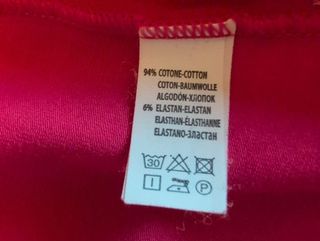 94% COTONE-COTTON
COTON-BAUMWOLLE
ALGODÓN-ХЛОПОК
6% ELASTAN-ELASTAN
ELASTHAN-ÉLASTHANNE
ELASTANO-ЭЛАСТАН
30
P